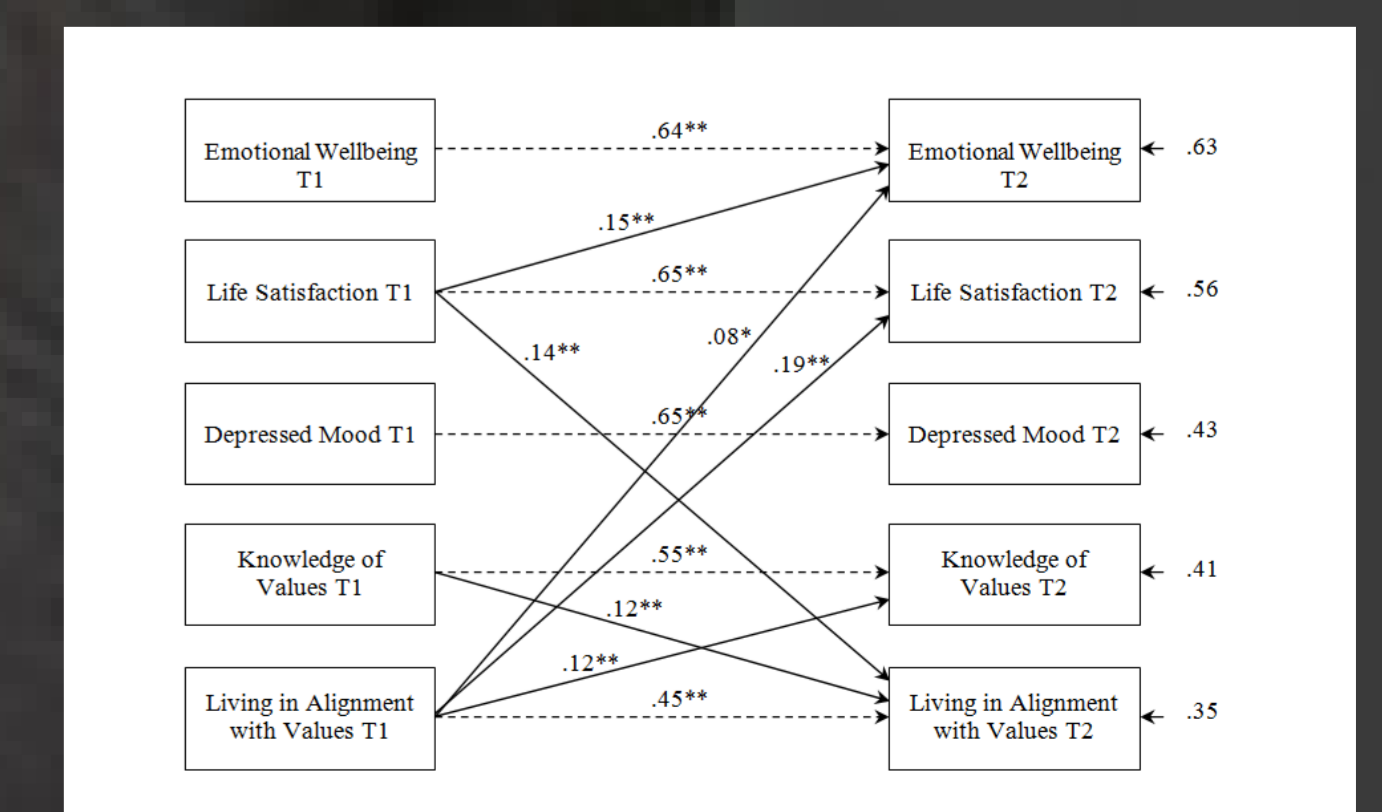 .64**
Emotional Wellbeing
T1
Emotional Wellbeing
T2
.63
.15**
.65**
Life Satisfaction T1
Life Satisfaction T2
.56
.08*
.14**
.19**
.65**
Depressed Mood T1
Depressed Mood T2
.43
.55**
Knowledge of
Values T1
Knowledge of
Values T2
.41
.12**
.12**
.45**
Living in Alignment
with Values T1
Living in Alignment
with Values T2
.35